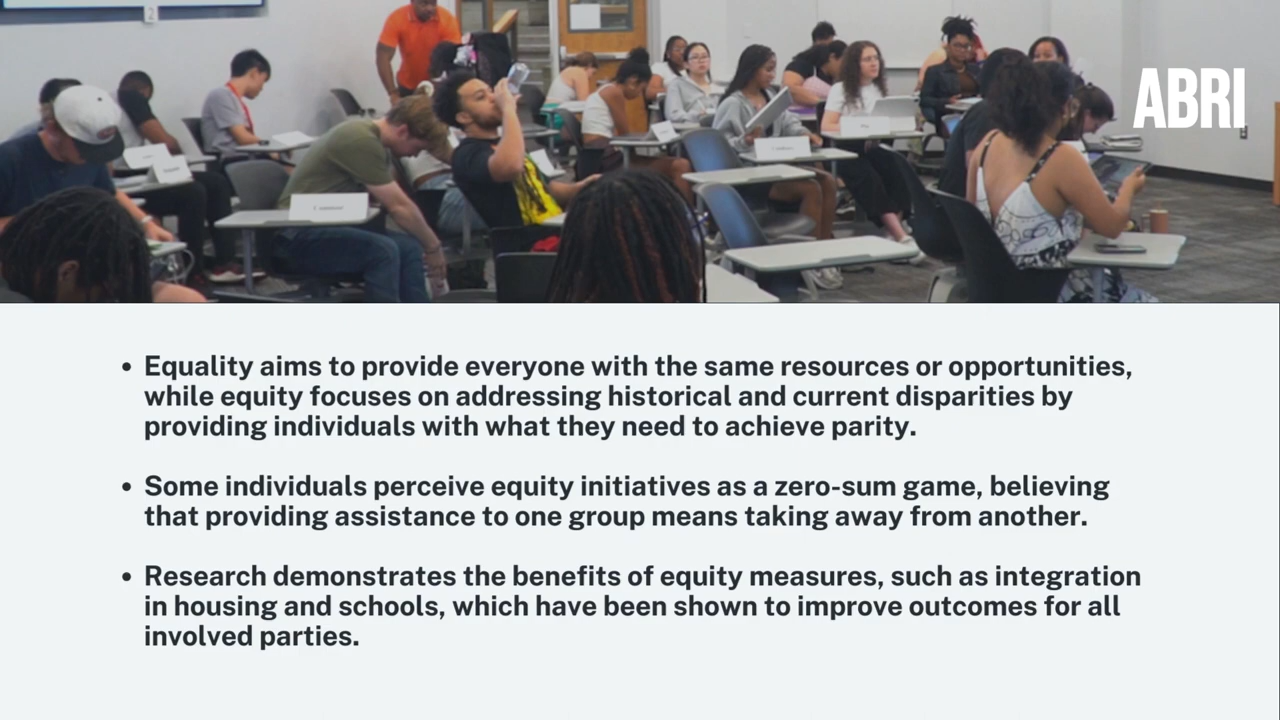 2
ABRI
• Equality aims to provide everyone with the same resources or opportunities,
while equity focuses on addressing historical and current disparities by
providing individuals with what they need to achieve parity.
• Some individuals perceive equity initiatives as a zero-sum game, believing
that providing assistance to one group means taking away from another.
• Research demonstrates the benefits of equity measures, such as integration
in housing and schools, which have been shown to improve outcomes for all
involved parties.